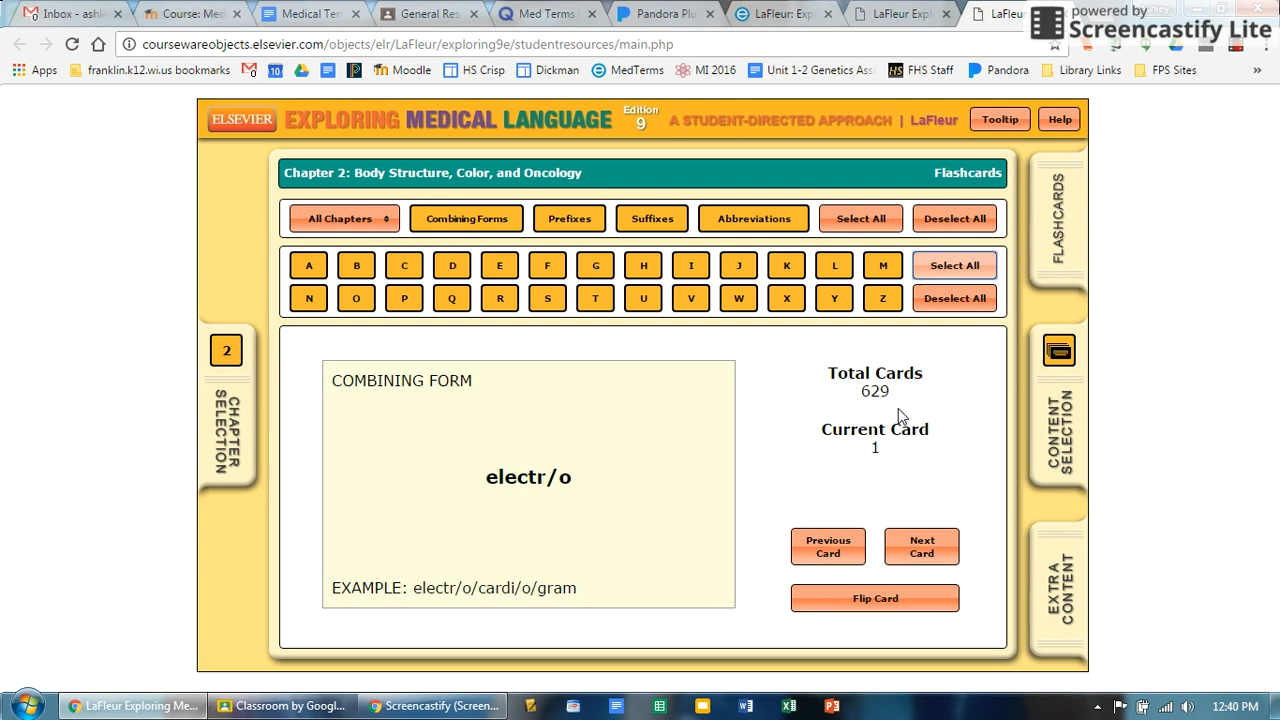 Inbox - ashle
Course: Med
Medical Te
General Res
Med Terms
Pandora Plu
LaFleur Exp
LaFleur Exp
LaFleu
powered by
Screencastify Lite
coursewareobjects.elsevier.com/objects/elr/LaFleur/exploring9e/studentresources/main.php
Apps
franklin.k12.wi.us bookmarks
Moodle
HS Crisp
Dickman
MedTerms
MI 2016
Unit 1-2 Genetics Ass
FHS Staff
Pandora
Library Links
FPS Sites
»
ELSEVIER
EXPLORING MEDICAL LANGUAGE
Edition
9
A STUDENT-DIRECTED APPROACH | LaFleur
Tooltip
Help
Chapter 2: Body Structure, Color, and Oncology
Flashcards
All Chapters
Combining Forms
Prefixes
Suffixes
Abbreviations
Select All
Deselect All
A B C D E F G H I J K L M
Select All
N O P Q R S T U V W X Y Z
Deselect All
2
CHAPTER SELECTION
FLASHCARDS
CONTENT SELECTION
EXTRA CONTENT
COMBINING FORM
electr/o
EXAMPLE: electr/o/cardi/o/gram
Total Cards
629
Current Card
1
Previous Card
Next Card
Flip Card
LaFleur Exploring Me...
Classroom by Googl...
Screencastify (Screen...
12:40 PM